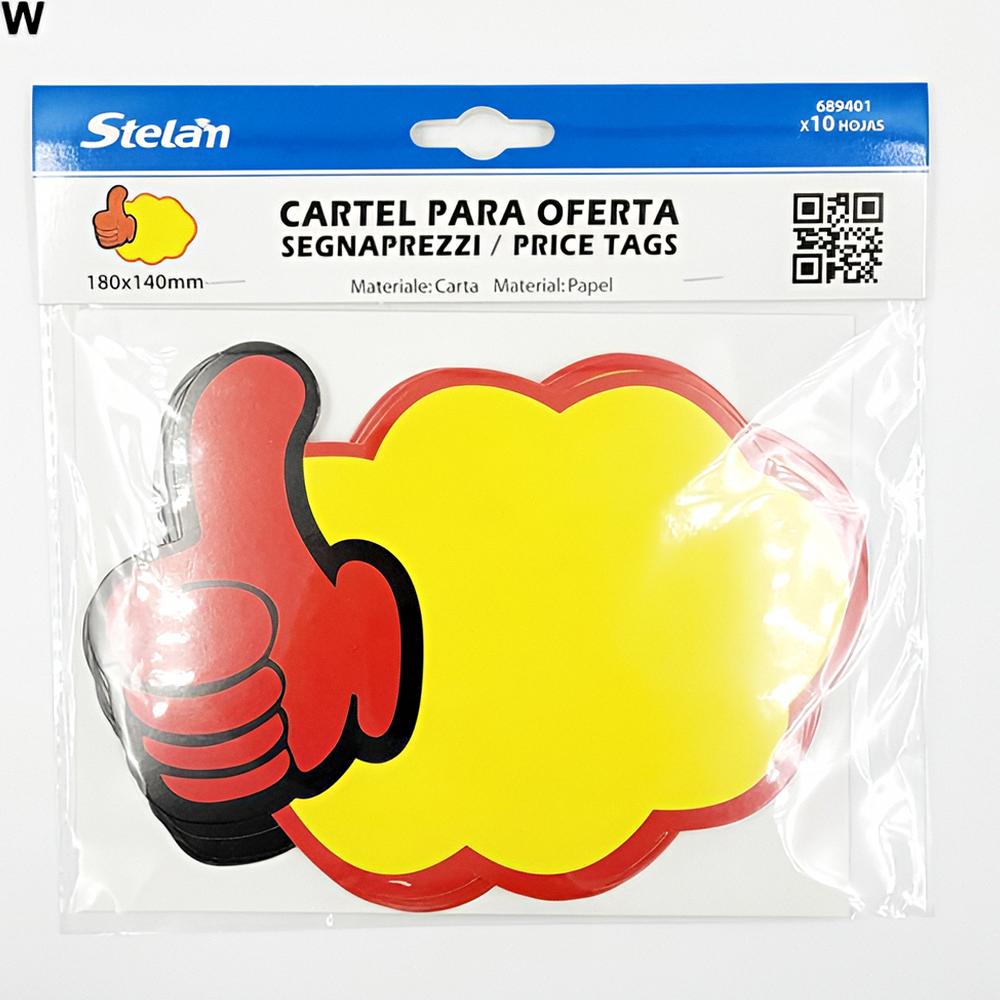 W
Stelan
689401
x10 HOJAS
CARTEL PARA OFERTA
SEGNAPREZZI / PRICE TAGS
180x140mm
Materiale: Carta Material: Papel